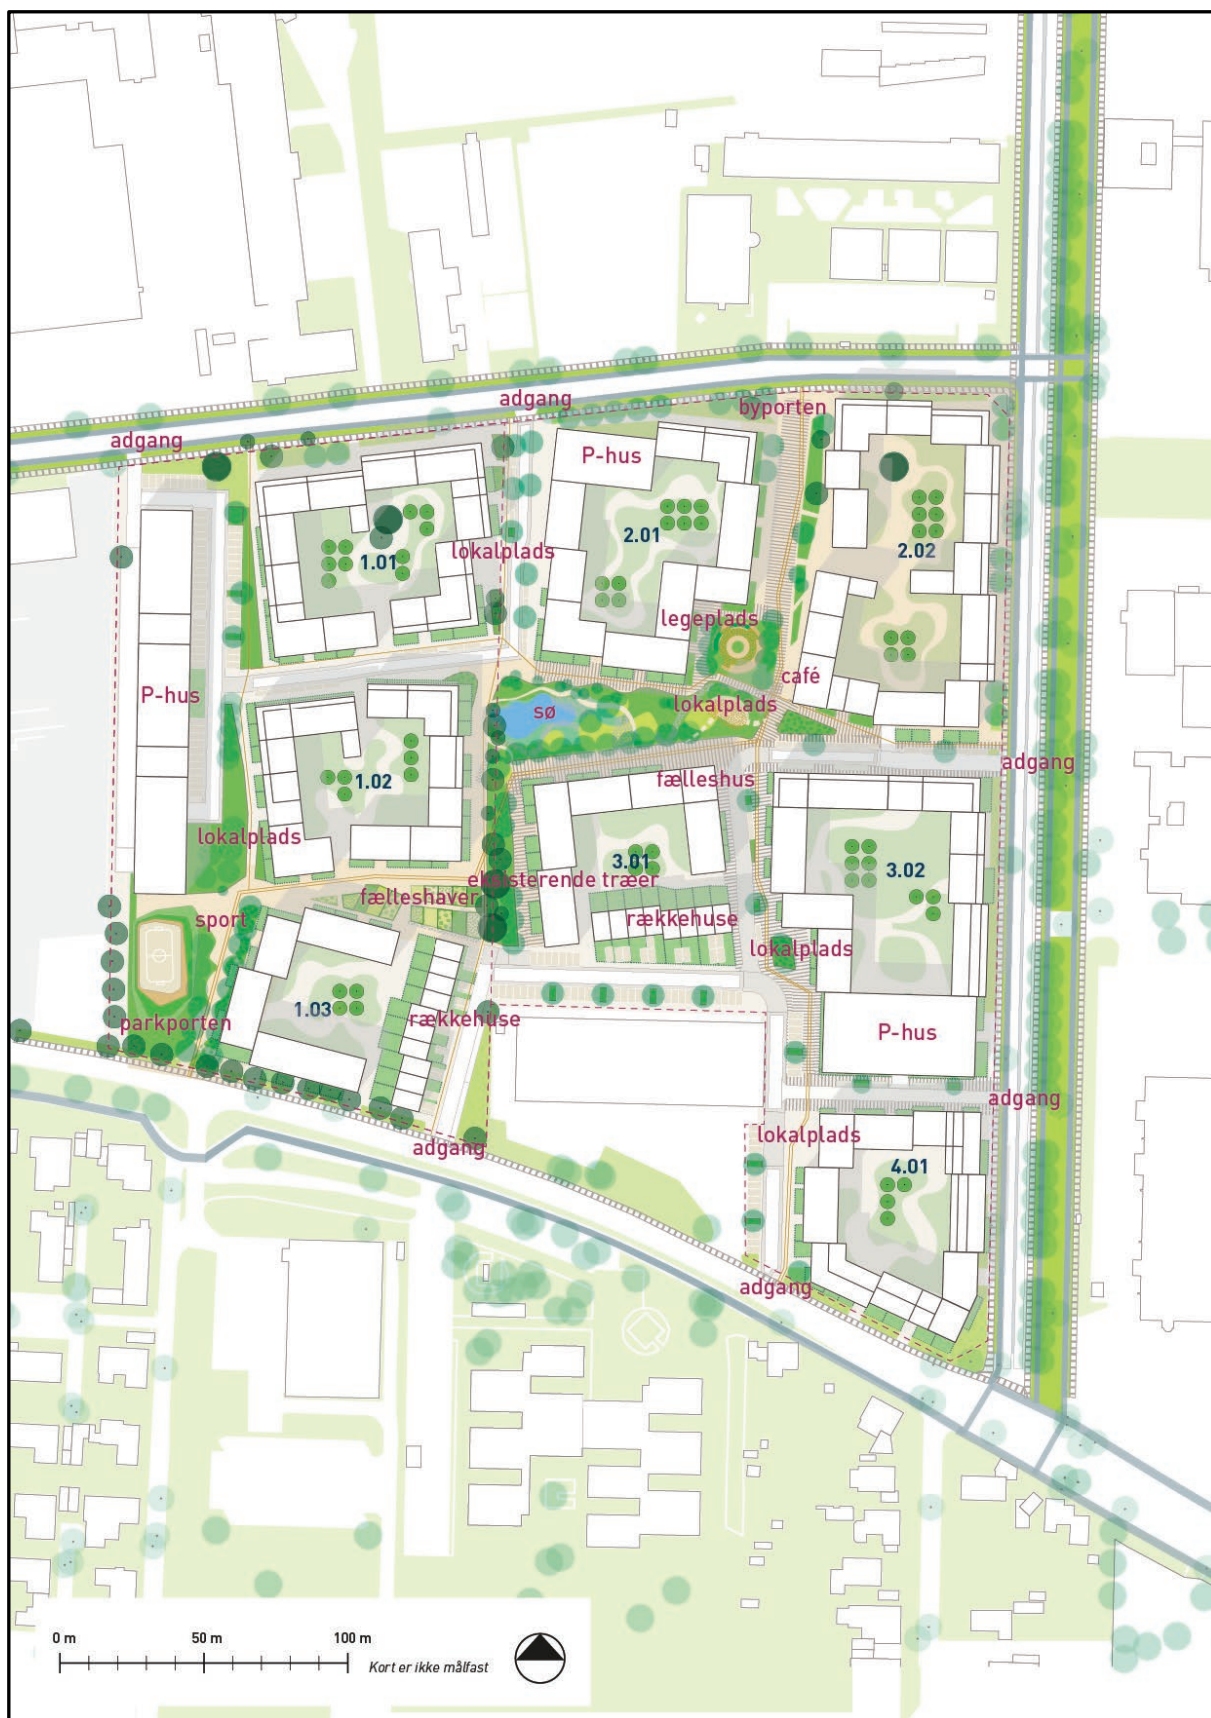 adgang
byporten
adgang
P-hus
2.01
2.02
lokalplads
1.01
legeplads
café
P-hus
lokalplads
sø
adgang
fælleshus
1.02
lokalplads
3.01
3.02
eksisterende træer
fælleshaver
sport
rækkehuse
lokalplads
1.03
rækkehuse
parkporten
P-hus
adgang
lokalplads
adgang
4.01
adgang
0 m 50 m 100 m
Kort er ikke målfast